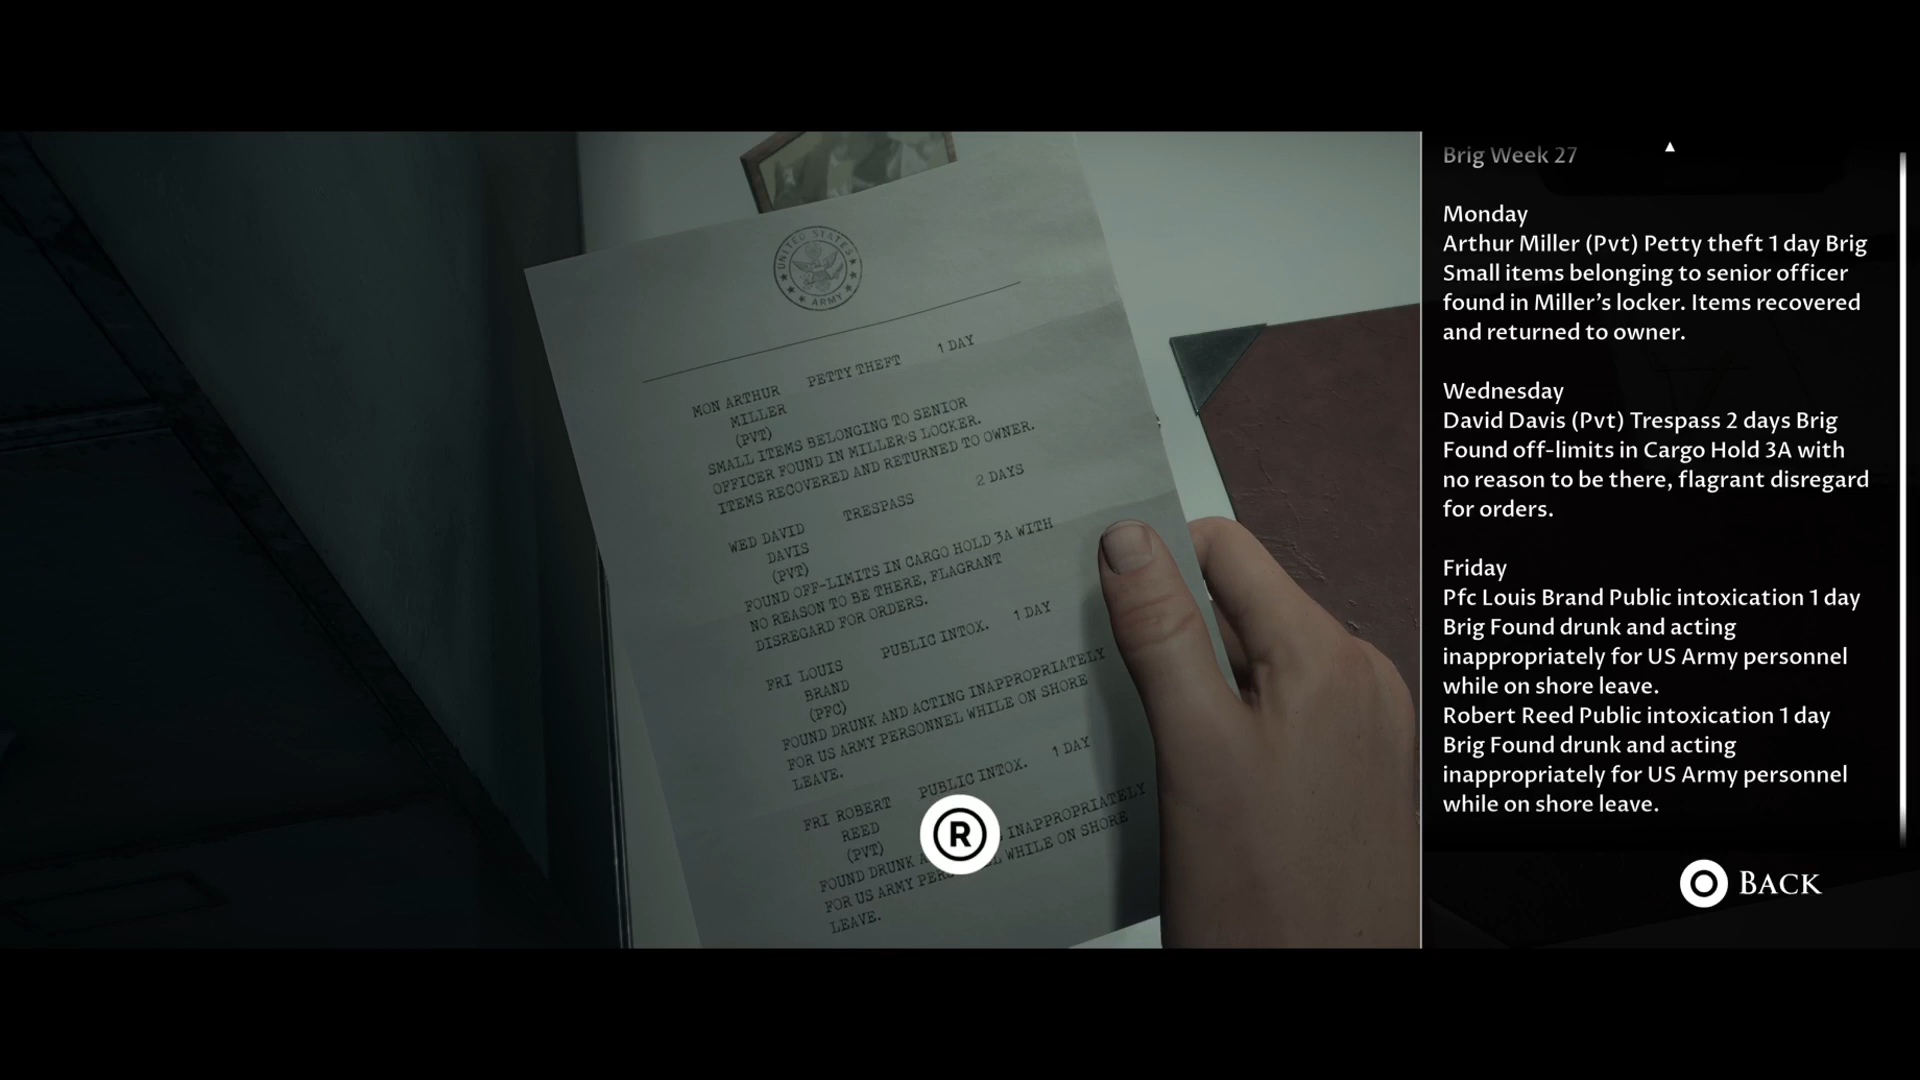 UNITED STATES
ARMY
MON ARTHUR PETTY THEFT 1 DAY
MILLER
(PVT)
SMALL ITEMS BELONGING TO SENIOR
OFFICER FOUND IN MILLER'S LOCKER.
ITEMS RECOVERED AND RETURNED TO OWNER.
WED DAVID TRESPASS 2 DAYS
DAVIS
(PVT)
FOUND OFF-LIMITS IN CARGO HOLD 3A WITH
NO REASON TO BE THERE, FLAGRANT
DISREGARD FOR ORDERS.
FRI LOUIS PUBLIC INTOX. 1 DAY
BRAND
(PFC)
FOUND DRUNK AND ACTING INAPPROPRIATELY
FOR US ARMY PERSONNEL WHILE ON SHORE
LEAVE.
FRI ROBERT PUBLIC INTOX. 1 DAY
REED
(PVT)
FOUND DRUNK INAPPROPRIATELY
FOR US ARMY WHILE ON SHORE
LEAVE.
R
Brig Week 27
Monday
Arthur Miller (Pvt) Petty theft 1 day Brig
Small items belonging to senior officer
found in Miller’s locker. Items recovered
and returned to owner.
Wednesday
David Davis (Pvt) Trespass 2 days Brig
Found off-limits in Cargo Hold 3A with
no reason to be there, flagrant disregard
for orders.
Friday
Pfc Louis Brand Public intoxication 1 day
Brig Found drunk and acting
inappropriately for US Army personnel
while on shore leave.
Robert Reed Public intoxication 1 day
Brig Found drunk and acting
inappropriately for US Army personnel
while on shore leave.
BACK